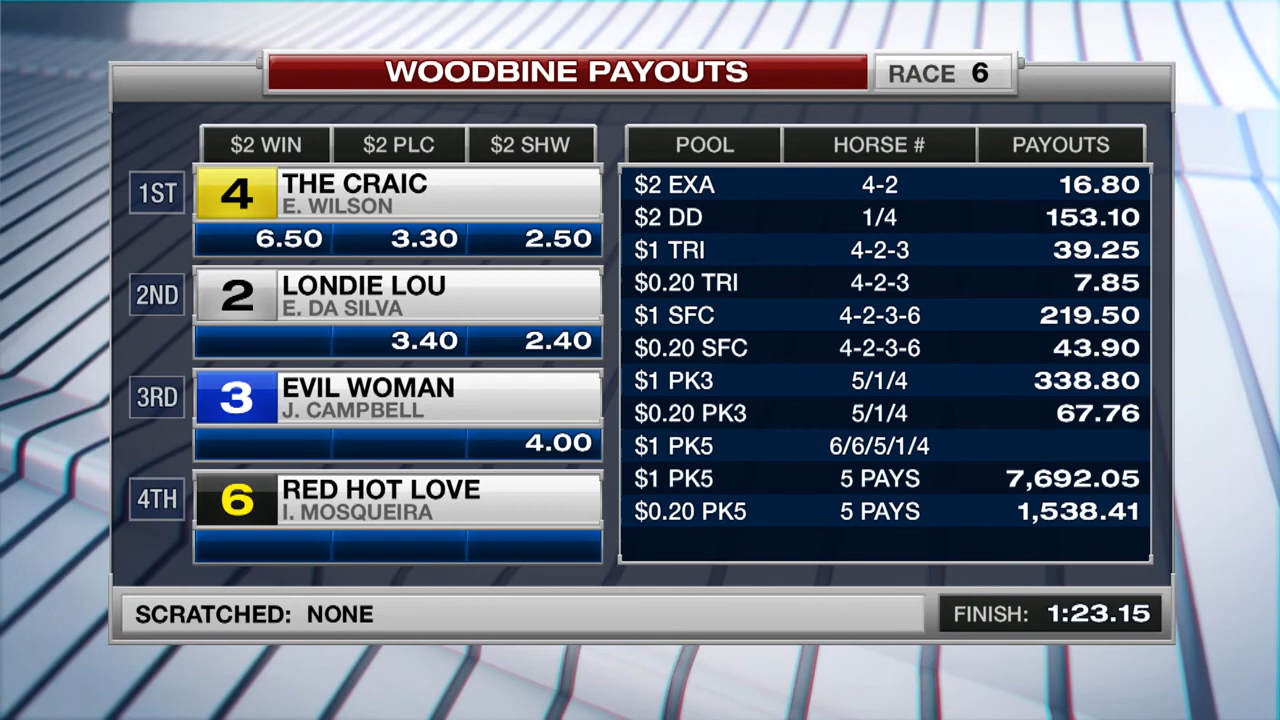 WOODBINE PAYOUTS
RACE 6
$2 WIN $2 PLC $2 SHW
1ST 4 THE CRAIC
E. WILSON
6.50 3.30 2.50
2ND 2 LONDIE LOU
E. DA SILVA
3.40 2.40
3RD 3 EVIL WOMAN
J. CAMPBELL
4.00
4TH 6 RED HOT LOVE
I. MOSQUEIRA
POOL HORSE # PAYOUTS
$2 EXA 4-2 16.80
$2 DD 1/4 153.10
$1 TRI 4-2-3 39.25
$0.20 TRI 4-2-3 7.85
$1 SFC 4-2-3-6 219.50
$0.20 SFC 4-2-3-6 43.90
$1 PK3 5/1/4 338.80
$0.20 PK3 5/1/4 67.76
$1 PK5 6/6/5/1/4
$1 PK5 5 PAYS 7,692.05
$0.20 PK5 5 PAYS 1,538.41
SCRATCHED: NONE
FINISH: 1:23.15